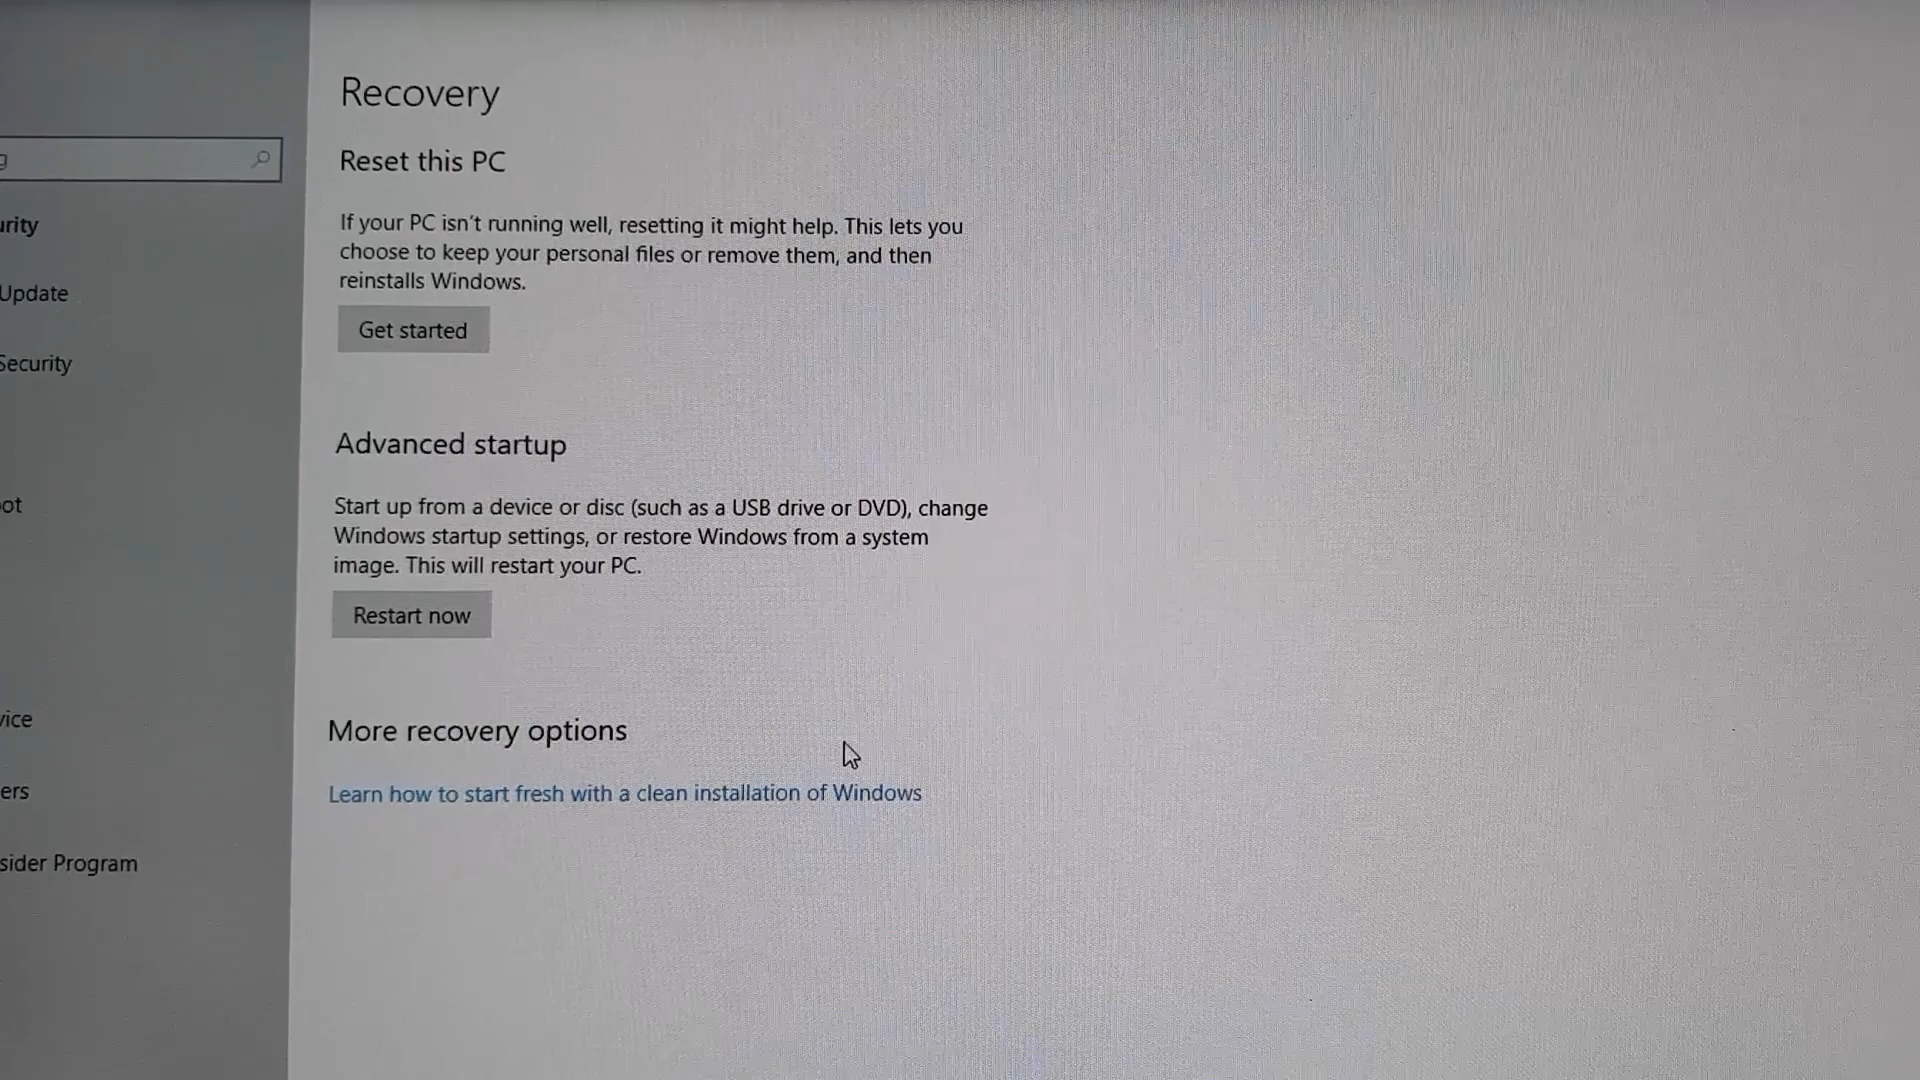 Recovery
Reset this PC
If your PC isn't running well, resetting it might help. This lets you
choose to keep your personal files or remove them, and then
reinstalls Windows.
Get started
Advanced startup
Start up from a device or disc (such as a USB drive or DVD), change
Windows startup settings, or restore Windows from a system
image. This will restart your PC.
Restart now
More recovery options
Learn how to start fresh with a clean installation of Windows
g
urity
Update
Security
ot
vice
ers
sider Program